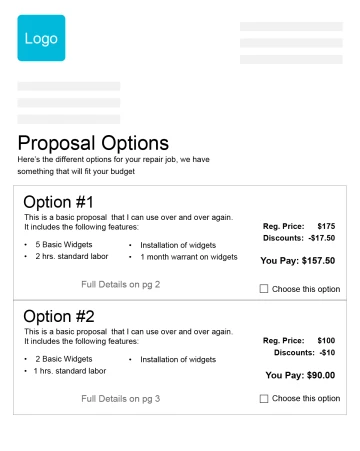 Logo
Proposal Options
Here's the different options for your repair job, we have
something that will fit your budget
Option #1
This is a basic proposal that I can use over and over again.
It includes the following features:
• 5 Basic Widgets
• 2 hrs. standard labor
• Installation of widgets
• 1 month warrant on widgets
Reg. Price: $175
Discounts: -$17.50
You Pay: $157.50
Full Details on pg 2
Choose this option
Option #2
This is a basic proposal that I can use over and over again.
It includes the following features:
• 2 Basic Widgets
• 1 hrs. standard labor
• Installation of widgets
Reg. Price: $100
Discounts: -$10
You Pay: $90.00
Full Details on pg 3
Choose this option